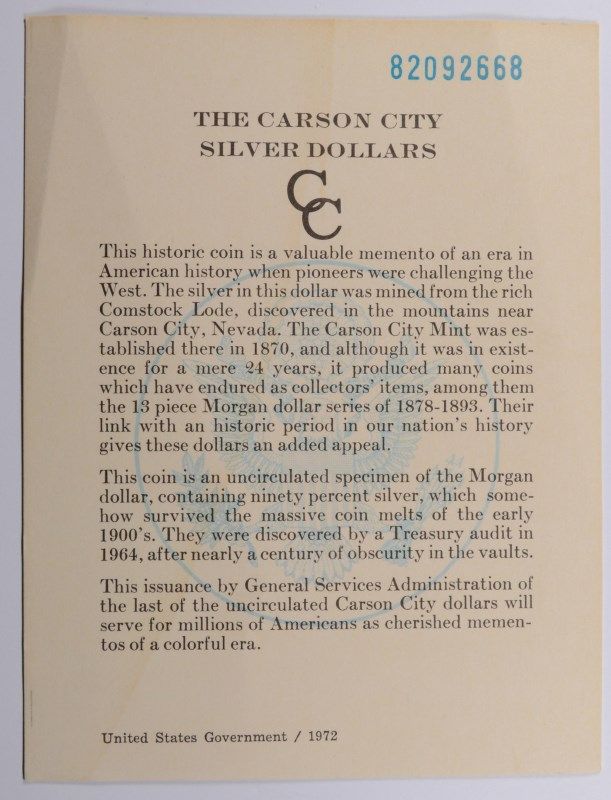 82092668
THE CARSON CITY
SILVER DOLLARS
CC
This historic coin is a valuable memento of an era in
American history when pioneers were challenging the
West. The silver in this dollar was mined from the rich
Comstock Lode, discovered in the mountains near
Carson City, Nevada. The Carson City Mint was es-
tablished there in 1870, and although it was in exist-
ence for a mere 24 years, it produced many coins
which have endured as collectors' items, among them
the 13 piece Morgan dollar series of 1878-1893. Their
link with an historic period in our nation's history
gives these dollars an added appeal.
This coin is an uncirculated specimen of the Morgan
dollar, containing ninety percent silver, which some-
how survived the massive coin melts of the early
1900's. They were discovered by a Treasury audit in
1964, after nearly a century of obscurity in the vaults.
This issuance by General Services Administration of
the last of the uncirculated Carson City dollars will
serve for millions of Americans as cherished memen-
tos of a colorful era.
United States Government / 1972